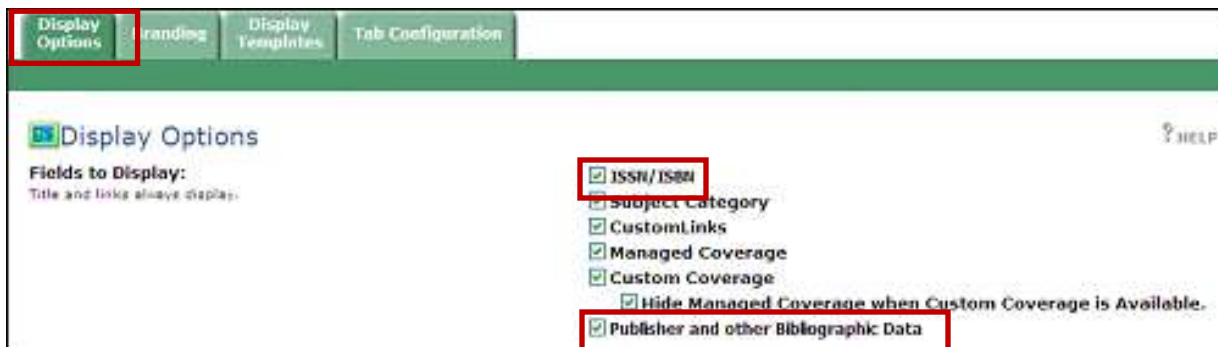 Display Options
Branding
Display Templates
Tab Configuration
Display Options
HELP
Fields to Display:
Title and links always display.
ISSN/ISBN
Subject Category
CustomLinks
Managed Coverage
Custom Coverage
Hide Managed Coverage when Custom Coverage is Available.
Publisher and other Bibliographic Data